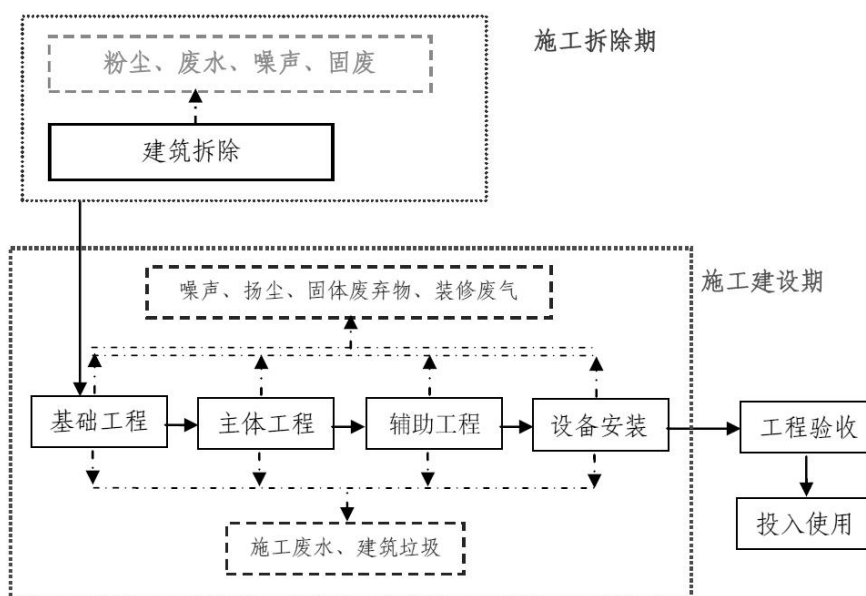 施工拆除期
粉尘、废水、噪声、固废
建筑拆除
施工建设期
噪声、扬尘、固体废弃物、装修废气
基础工程
主体工程
辅助工程
设备安装
工程验收
施工废水、建筑垃圾
投入使用